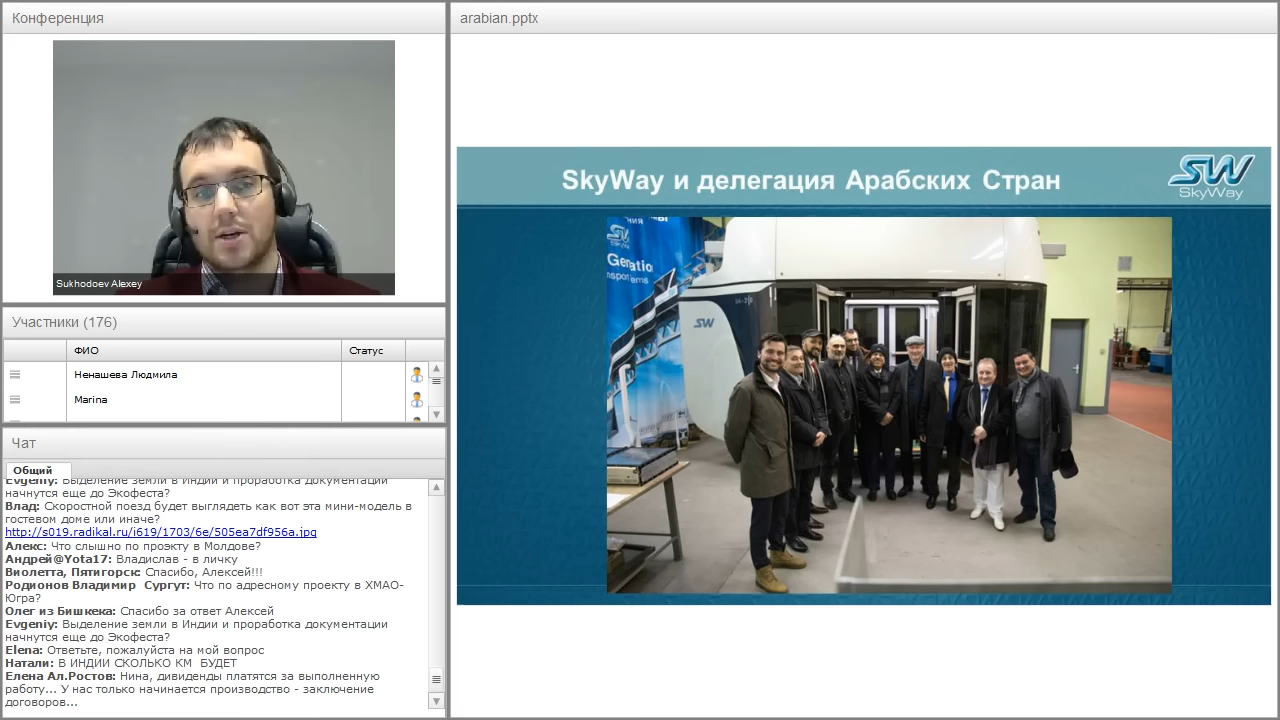 Конференция
Sukhodoev Alexey
Участники (176)
ФИО Статус
Ненашева Людмила
Marina
Чат
Общий
Evgeniy: Выделение земли в Индии и проработка документации
начнутся еще до Экофеста?
Влад: Скоростной поезд будет выглядеть как вот эта мини-модель в
гостевом доме или иначе?
http://s019.radikal.ru/i619/1703/6e/505ea7df956a.jpg
Алекс: Что слышно по проэкту в Молдове?
Андрей@Yota17: Владислав - в личку
Виолетта, Пятигорск: Спасибо, Алексей!!!
Родионов Владимир Сургут: Что по адресному проекту в ХМАО-
Югра?
Олег из Бишкека: Спасибо за ответ Алексей
Evgeniy: Выделение земли в Индии и проработка документации
начнутся еще до Экофеста?
Elena: Ответьте, пожалуйста на мой вопрос
Натали: В ИНДИИ СКОЛЬКО КМ БУДЕТ
Елена Ал.Ростов: Нина, дивиденды платятся за выполненную
работу... У нас только начинается производство - заключение
договоров...
arabian.pptx
SkyWay и делегация Арабских Стран
SW
SkyWay
SW
Generatio
SW